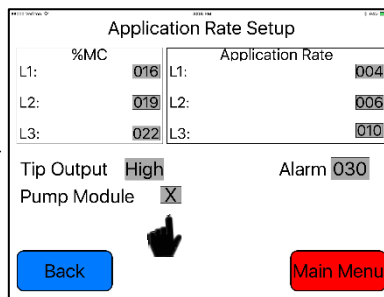 Application Rate Setup
%MC Application Rate
L1: 016 L1: 004
L2: 019 L2: 006
L3: 022 L3: 010
Tip Output High Alarm 030
Pump Module X
Back Main Menu